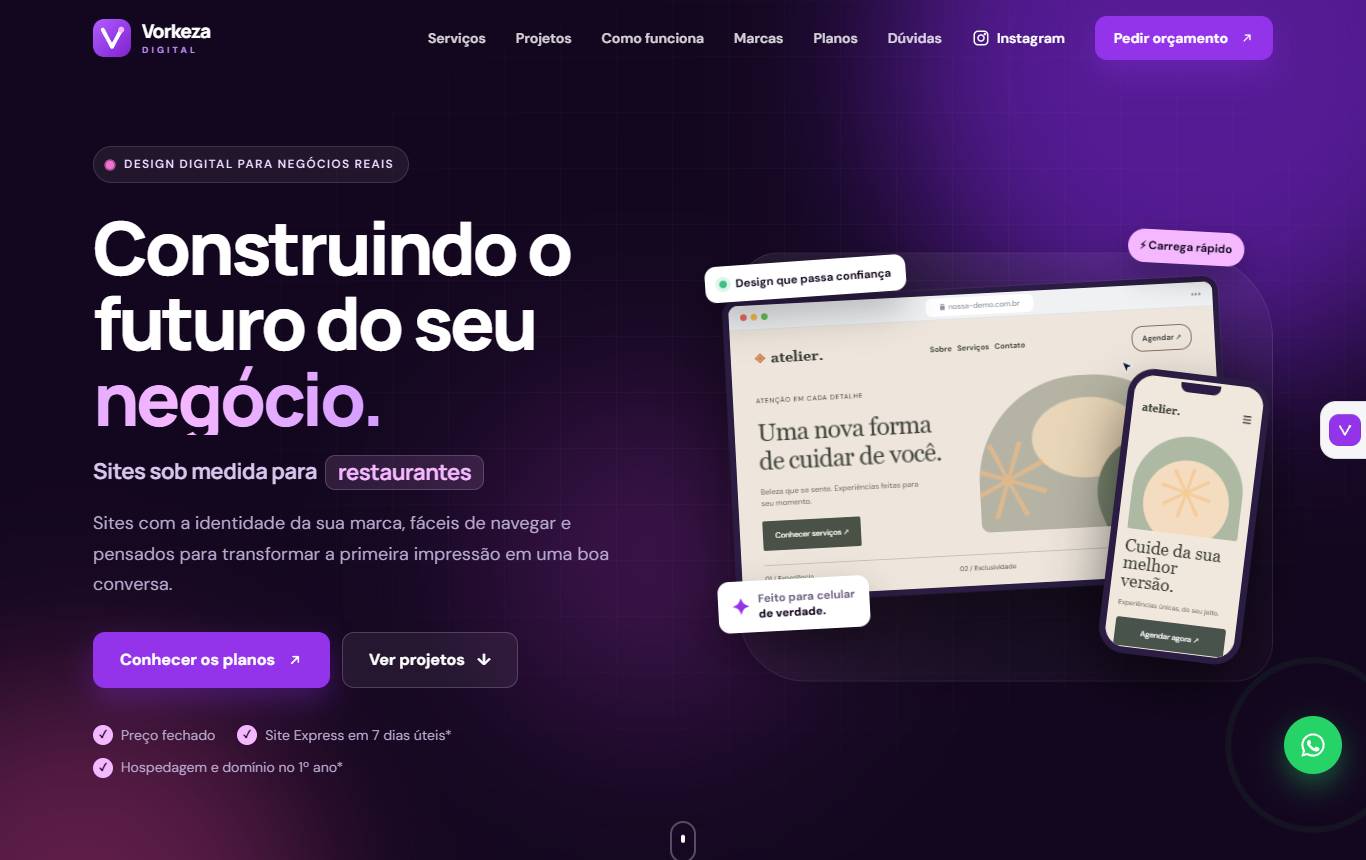 Vorkeza
DIGITAL
Serviços
Projetos
Como funciona
Marcas
Planos
Dúvidas
Instagram
Pedir orçamento
DESIGN DIGITAL PARA NEGÓCIOS REAIS
Construindo o
futuro do seu
negócio.
Sites sob medida para restaurantes
Sites com a identidade da sua marca, fáceis de navegar e
pensados para transformar a primeira impressão em uma boa
conversa.
Conhecer os planos
Ver projetos
Preço fechado
Site Express em 7 dias úteis*
Hospedagem e domínio no 1º ano*
Design que passa confiança
Carrega rápido
nossa-demo.com.br
atelier.
Sobre Serviços Contato
Agendar
ATENÇÃO EM CADA DETALHE
Uma nova forma
de cuidar de você.
Beleza que se sente. Experiências feitas para
seu momento.
Conhecer serviços
01 / Experiência
02 / Exclusividade
Feito para celular
de verdade.
atelier.
Cuide da sua
melhor
versão.
Experiências únicas, do seu jeito.
Agendar agora